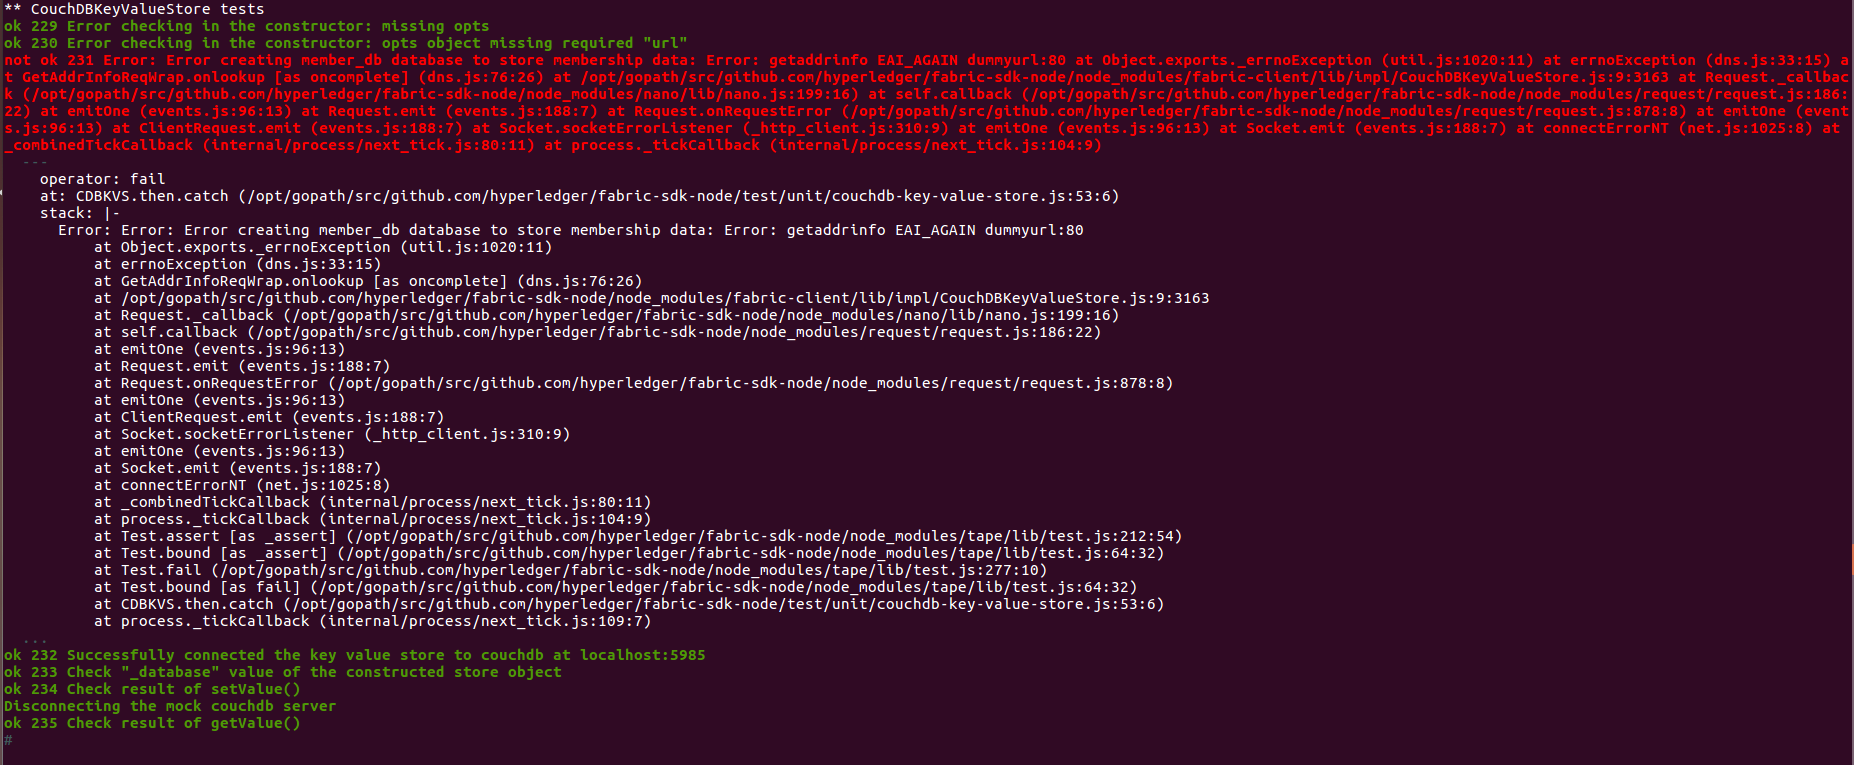 ** CouchDBKeyValueStore tests
ok 229 Error checking in the constructor: missing opts
ok 230 Error checking in the constructor: opts object missing required "url"
not ok 231 Error: Error creating member_db database to store membership data: Error: getaddrinfo EAI_AGAIN dummyurl:80 at Object.exports._errnoException (util.js:1020:11) at errnoException (dns.js:33:15) a
t GetAddrInfoReqWrap.onlookup [as oncomplete] (dns.js:76:26) at /opt/gopath/src/github.com/hyperledger/fabric-sdk-node/node_modules/fabric-client/lib/impl/CouchDBKeyValueStore.js:9:3163 at Request._callbac
k (/opt/gopath/src/github.com/hyperledger/fabric-sdk-node/node_modules/nano/lib/nano.js:199:16) at self.callback (/opt/gopath/src/github.com/hyperledger/fabric-sdk-node/node_modules/request/request.js:186:
22) at emitOne (events.js:96:13) at Request.emit (events.js:188:7) at Request.onRequestError (/opt/gopath/src/github.com/hyperledger/fabric-sdk-node/node_modules/request/request.js:878:8) at emitOne (event
s.js:96:13) at ClientRequest.emit (events.js:188:7) at Socket.socketErrorListener (_http_client.js:310:9) at emitOne (events.js:96:13) at Socket.emit (events.js:188:7) at connectErrorNT (net.js:1025:8) at
_combinedTickCallback (internal/process/next_tick.js:80:11) at process._tickCallback (internal/process/next_tick.js:104:9)
  ---
    operator: fail
    at: CDBKVS.then.catch (/opt/gopath/src/github.com/hyperledger/fabric-sdk-node/test/unit/couchdb-key-value-store.js:53:6)
    stack: |-
      Error: Error: Error creating member_db database to store membership data: Error: getaddrinfo EAI_AGAIN dummyurl:80
          at Object.exports._errnoException (util.js:1020:11)
          at errnoException (dns.js:33:15)
          at GetAddrInfoReqWrap.onlookup [as oncomplete] (dns.js:76:26)
          at /opt/gopath/src/github.com/hyperledger/fabric-sdk-node/node_modules/fabric-client/lib/impl/CouchDBKeyValueStore.js:9:3163
          at Request._callback (/opt/gopath/src/github.com/hyperledger/fabric-sdk-node/node_modules/nano/lib/nano.js:199:16)
          at self.callback (/opt/gopath/src/github.com/hyperledger/fabric-sdk-node/node_modules/request/request.js:186:22)
          at emitOne (events.js:96:13)
          at Request.emit (events.js:188:7)
          at Request.onRequestError (/opt/gopath/src/github.com/hyperledger/fabric-sdk-node/node_modules/request/request.js:878:8)
          at emitOne (events.js:96:13)
          at ClientRequest.emit (events.js:188:7)
          at Socket.socketErrorListener (_http_client.js:310:9)
          at emitOne (events.js:96:13)
          at Socket.emit (events.js:188:7)
          at connectErrorNT (net.js:1025:8)
          at _combinedTickCallback (internal/process/next_tick.js:80:11)
          at process._tickCallback (internal/process/next_tick.js:104:9)
          at Test.assert [as _assert] (/opt/gopath/src/github.com/hyperledger/fabric-sdk-node/node_modules/tape/lib/test.js:212:54)
          at Test.bound [as _assert] (/opt/gopath/src/github.com/hyperledger/fabric-sdk-node/node_modules/tape/lib/test.js:64:32)
          at Test.fail (/opt/gopath/src/github.com/hyperledger/fabric-sdk-node/node_modules/tape/lib/test.js:277:10)
          at Test.bound [as fail] (/opt/gopath/src/github.com/hyperledger/fabric-sdk-node/node_modules/tape/lib/test.js:64:32)
          at CDBKVS.then.catch (/opt/gopath/src/github.com/hyperledger/fabric-sdk-node/test/unit/couchdb-key-value-store.js:53:6)
          at process._tickCallback (internal/process/next_tick.js:109:7)
  ...
ok 232 Successfully connected the key value store to couchdb at localhost:5985
ok 233 Check "_database" value of the constructed store object
ok 234 Check result of setValue()
Disconnecting the mock couchdb server
ok 235 Check result of getValue()
#